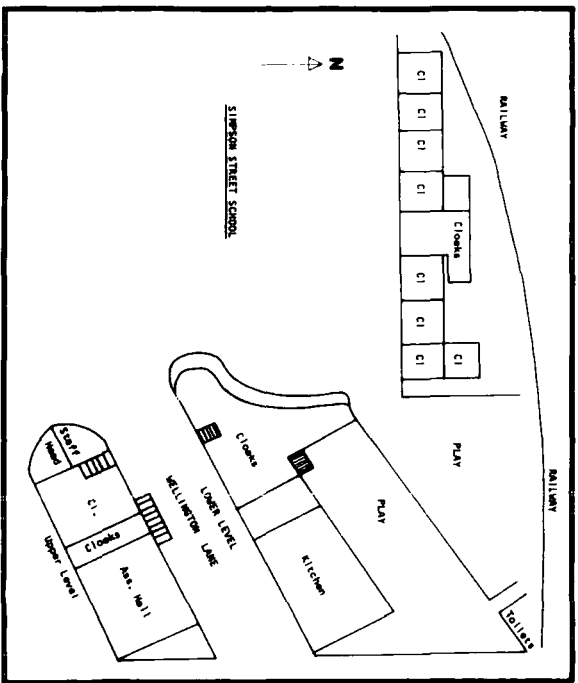 N
SIMPSON STREET SCHOOL
RAILWAY
RAILWAY
Cl
Cl
Cl
Cl
Cloaks
Cl
Cl
Cl
Cl
PLAY
PLAY
Toilets
Cloaks
Kitchen
LOWER LEVEL
WELLINGTON LANE
Staff
Head
Cl.
Cloaks
Ass. Hall
Upper Level